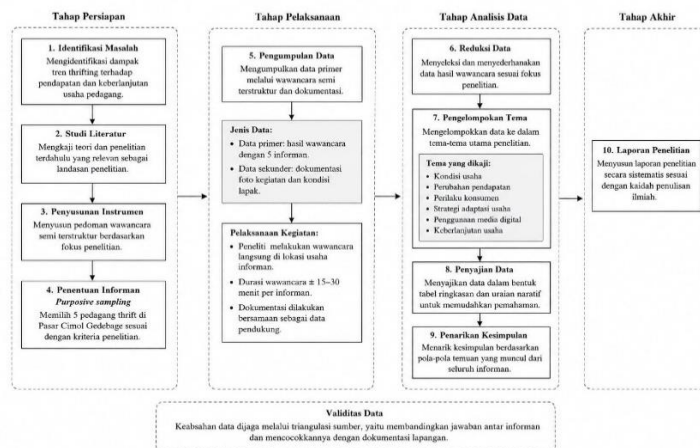 Tahap Persiapan
1. Identifikasi Masalah
Mengidentifikasi dampak
tren thrifting terhadap
pendapatan dan keberlanjutan
usaha pedagang.
2. Studi Literatur
Mengkaji teori dan penelitian
terdahulu yang relevan sebagai
landasan penelitian.
3. Penyusunan Instrumen
Menyusun pedoman wawancara
semi terstruktur berdasarkan
fokus penelitian.
4. Penentuan Informan
Purposive sampling
Memilih 5 pedagang thrift di
Pasar Cimol Gedebage sesuai
dengan kriteria penelitian.
Tahap Pelaksanaan
5. Pengumpulan Data
Mengumpulkan data primer
melalui wawancara semi
terstruktur dan dokumentasi.
Jenis Data:
• Data primer: hasil wawancara
dengan 5 informan.
• Data sekunder: dokumentasi
foto kegiatan dan kondisi
lapak.
Pelaksanaan Kegiatan:
• Peneliti melakukan wawancara
langsung di lokasi usaha
informan.
• Durasi wawancara ± 15–30
menit per informan.
• Dokumentasi dilakukan
bersamaan sebagai data
pendukung.
Tahap Analisis Data
6. Reduksi Data
Menyeleksi dan menyederhanakan
data hasil wawancara sesuai fokus
penelitian.
7. Pengelompokan Tema
Mengelompokkan data ke dalam
tema-tema utama penelitian.
Tema yang dikaji:
• Kondisi usaha
• Perubahan pendapatan
• Perilaku konsumen
• Strategi adaptasi usaha
• Penggunaan media digital
• Keberlanjutan usaha
8. Penyajian Data
Menyajikan data dalam bentuk
tabel ringkasan dan uraian naratif
untuk memudahkan pemahaman.
9. Penarikan Kesimpulan
Menarik kesimpulan berdasarkan
pola-pola temuan yang muncul dari
seluruh informan.
Tahap Akhir
10. Laporan Penelitian
Menyusun laporan penelitian
secara sistematis sesuai
dengan kaidah penulisan
ilmiah.
Validitas Data
Keabsahan data dijaga melalui triangulasi sumber, yaitu membandingkan jawaban antar informan
dan mencocokkannya dengan dokumentasi lapangan.